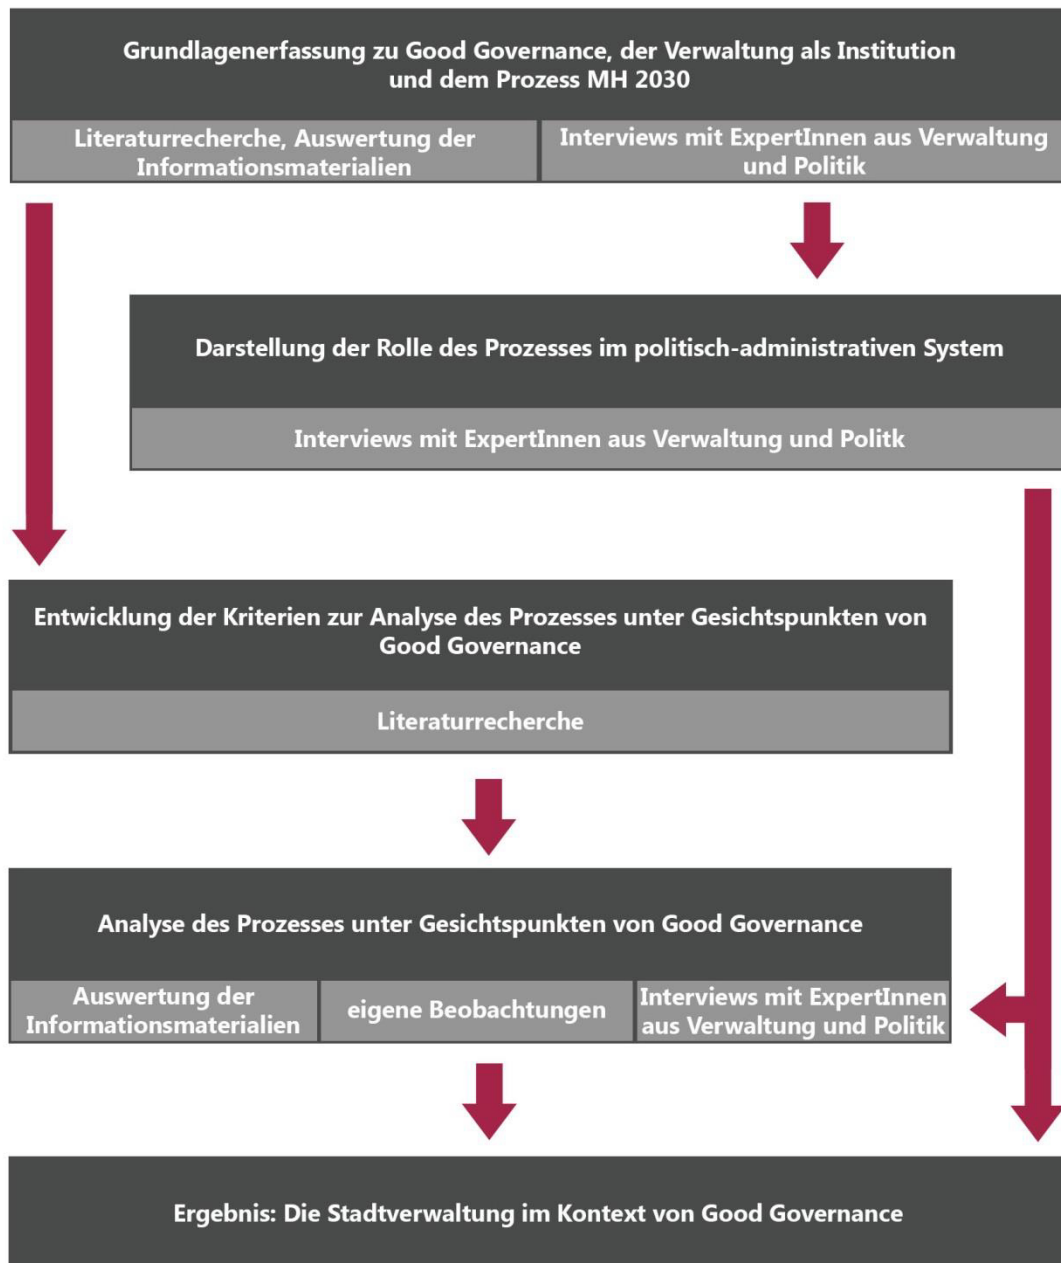 Grundlagenerfassung zu Good Governance, der Verwaltung als Institution
und dem Prozess MH 2030
Literaturrecherche, Auswertung der
Informationsmaterialien
Interviews mit ExpertInnen aus Verwaltung
und Politik
Darstellung der Rolle des Prozesses im politisch-administrativen System
Interviews mit ExpertInnen aus Verwaltung und Politk
Entwicklung der Kriterien zur Analyse des Prozesses unter Gesichtspunkten von
Good Governance
Literaturrecherche
Analyse des Prozesses unter Gesichtspunkten von Good Governance
Auswertung der
Informationsmaterialien
eigene Beobachtungen
Interviews mit ExpertInnen
aus Verwaltung und Politik
Ergebnis: Die Stadtverwaltung im Kontext von Good Governance